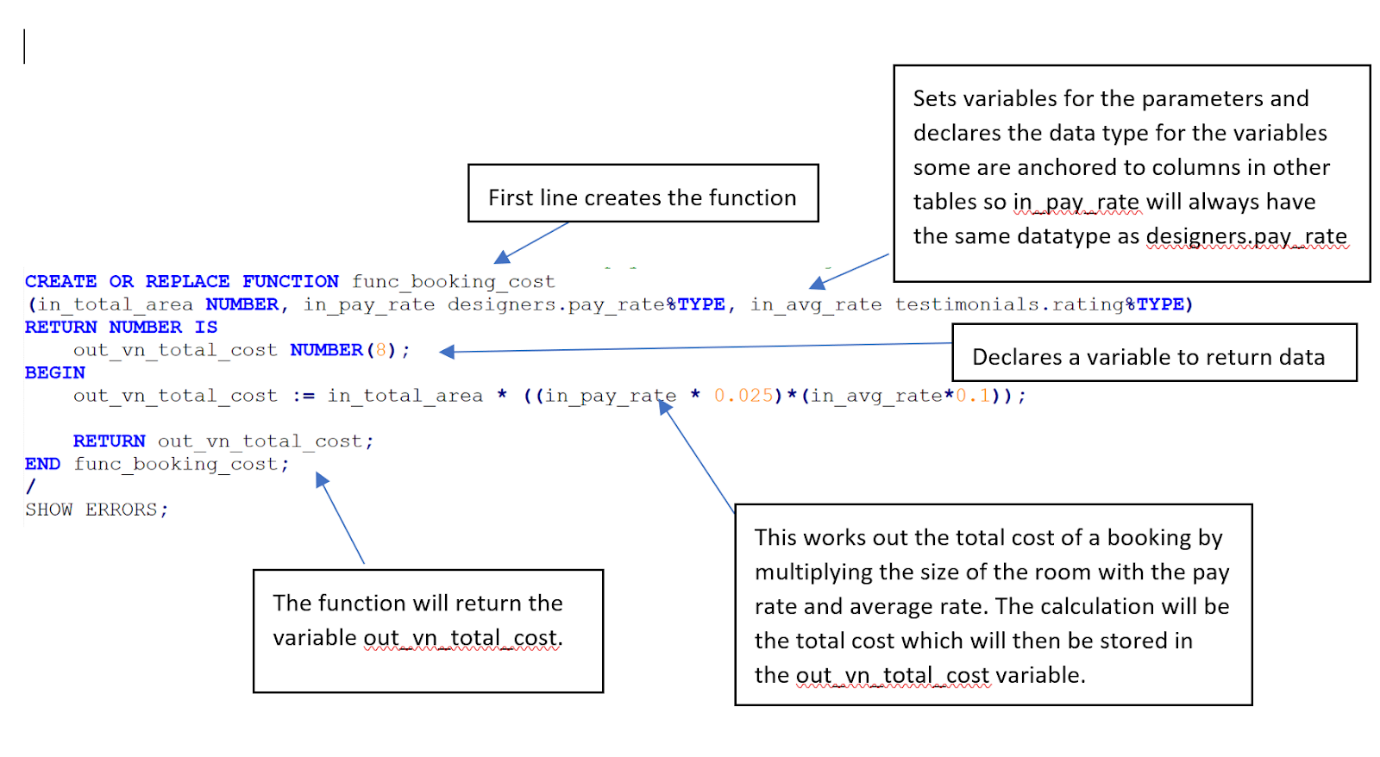 Sets variables for the parameters and
declares the data type for the variables
some are anchored to columns in other
tables so in_pay_rate will always have
the same datatype as designers.pay_rate
First line creates the function
CREATE OR REPLACE FUNCTION func_booking_cost
(in_total_area NUMBER, in_pay_rate designers.pay_rate%TYPE, in_avg_rate testimonials.rating%TYPE)
RETURN NUMBER IS
out_vn_total_cost NUMBER(8);
Declares a variable to return data
BEGIN
out_vn_total_cost := in_total_area * ((in_pay_rate * 0.025)*(in_avg_rate*0.1));
RETURN out_vn_total_cost;
END func_booking_cost;
/
SHOW ERRORS;
This works out the total cost of a booking by
multiplying the size of the room with the pay
rate and average rate. The calculation will be
the total cost which will then be stored in
the out_vn_total_cost variable.
The function will return the
variable out_vn_total_cost.